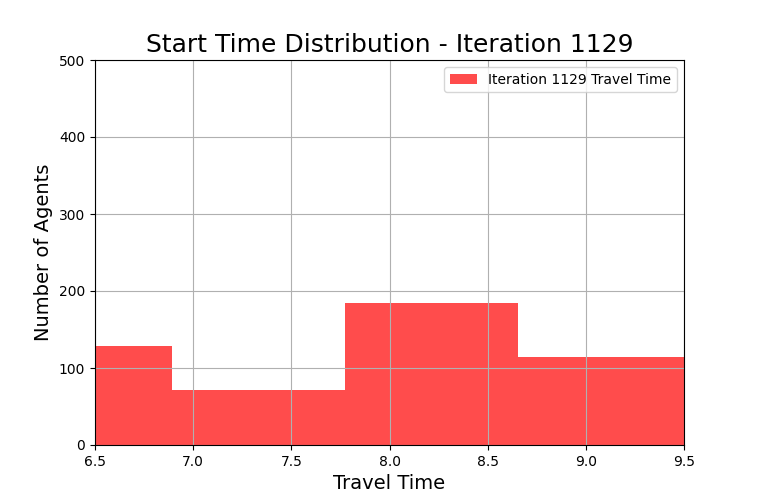 Start Time Distribution - Iteration 1129
Iteration 1129 Travel Time
Number of Agents
500
400
300
200
100
0
6.5 7.0 7.5 8.0 8.5 9.0 9.5
Travel Time